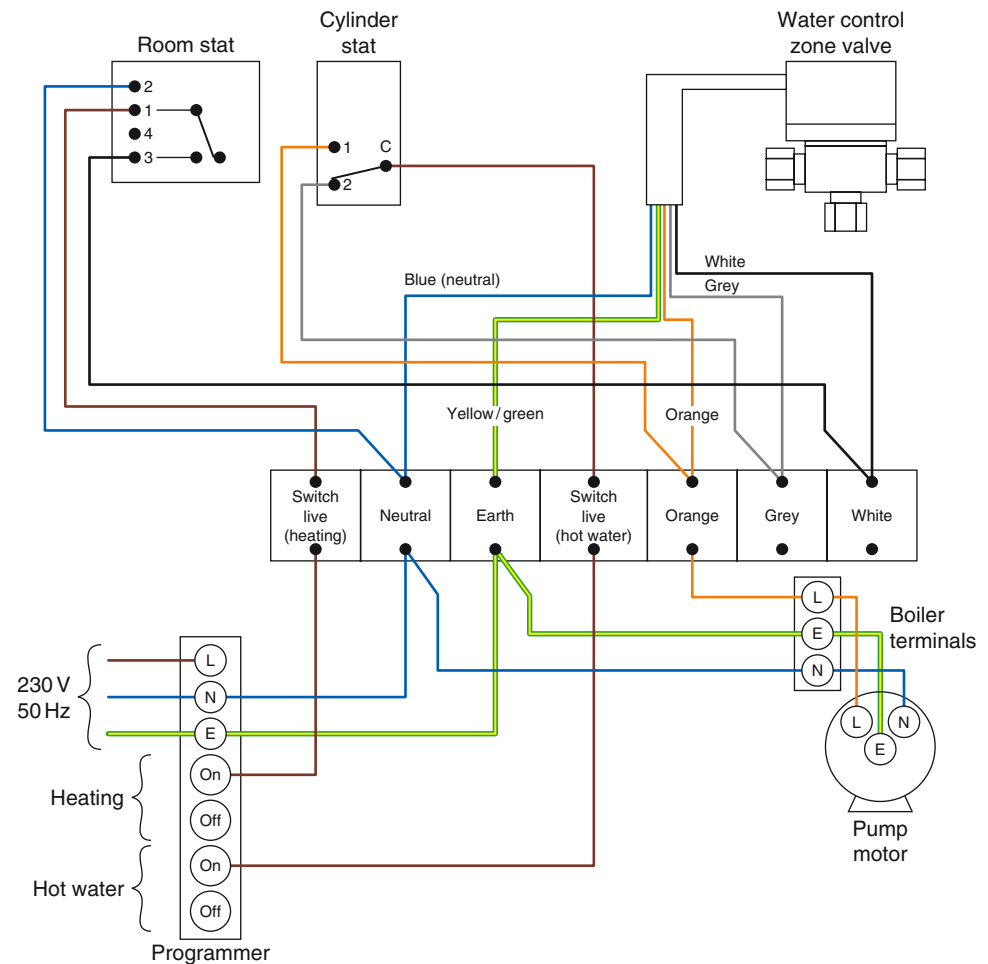 Cylinder
stat
Water control
zone valve
Room stat
2
1
4
3
1
C
2
White
Grey
Blue (neutral)
Yellow / green
Orange
Switch
live
(heating)
Neutral
Earth
Switch
live
(hot water)
Orange
Grey
White
L
E
N
Boiler
terminals
230 V
50 Hz
L
N
E
On
Off
Heating
On
Off
Hot water
Programmer
L
N
E
Pump
motor